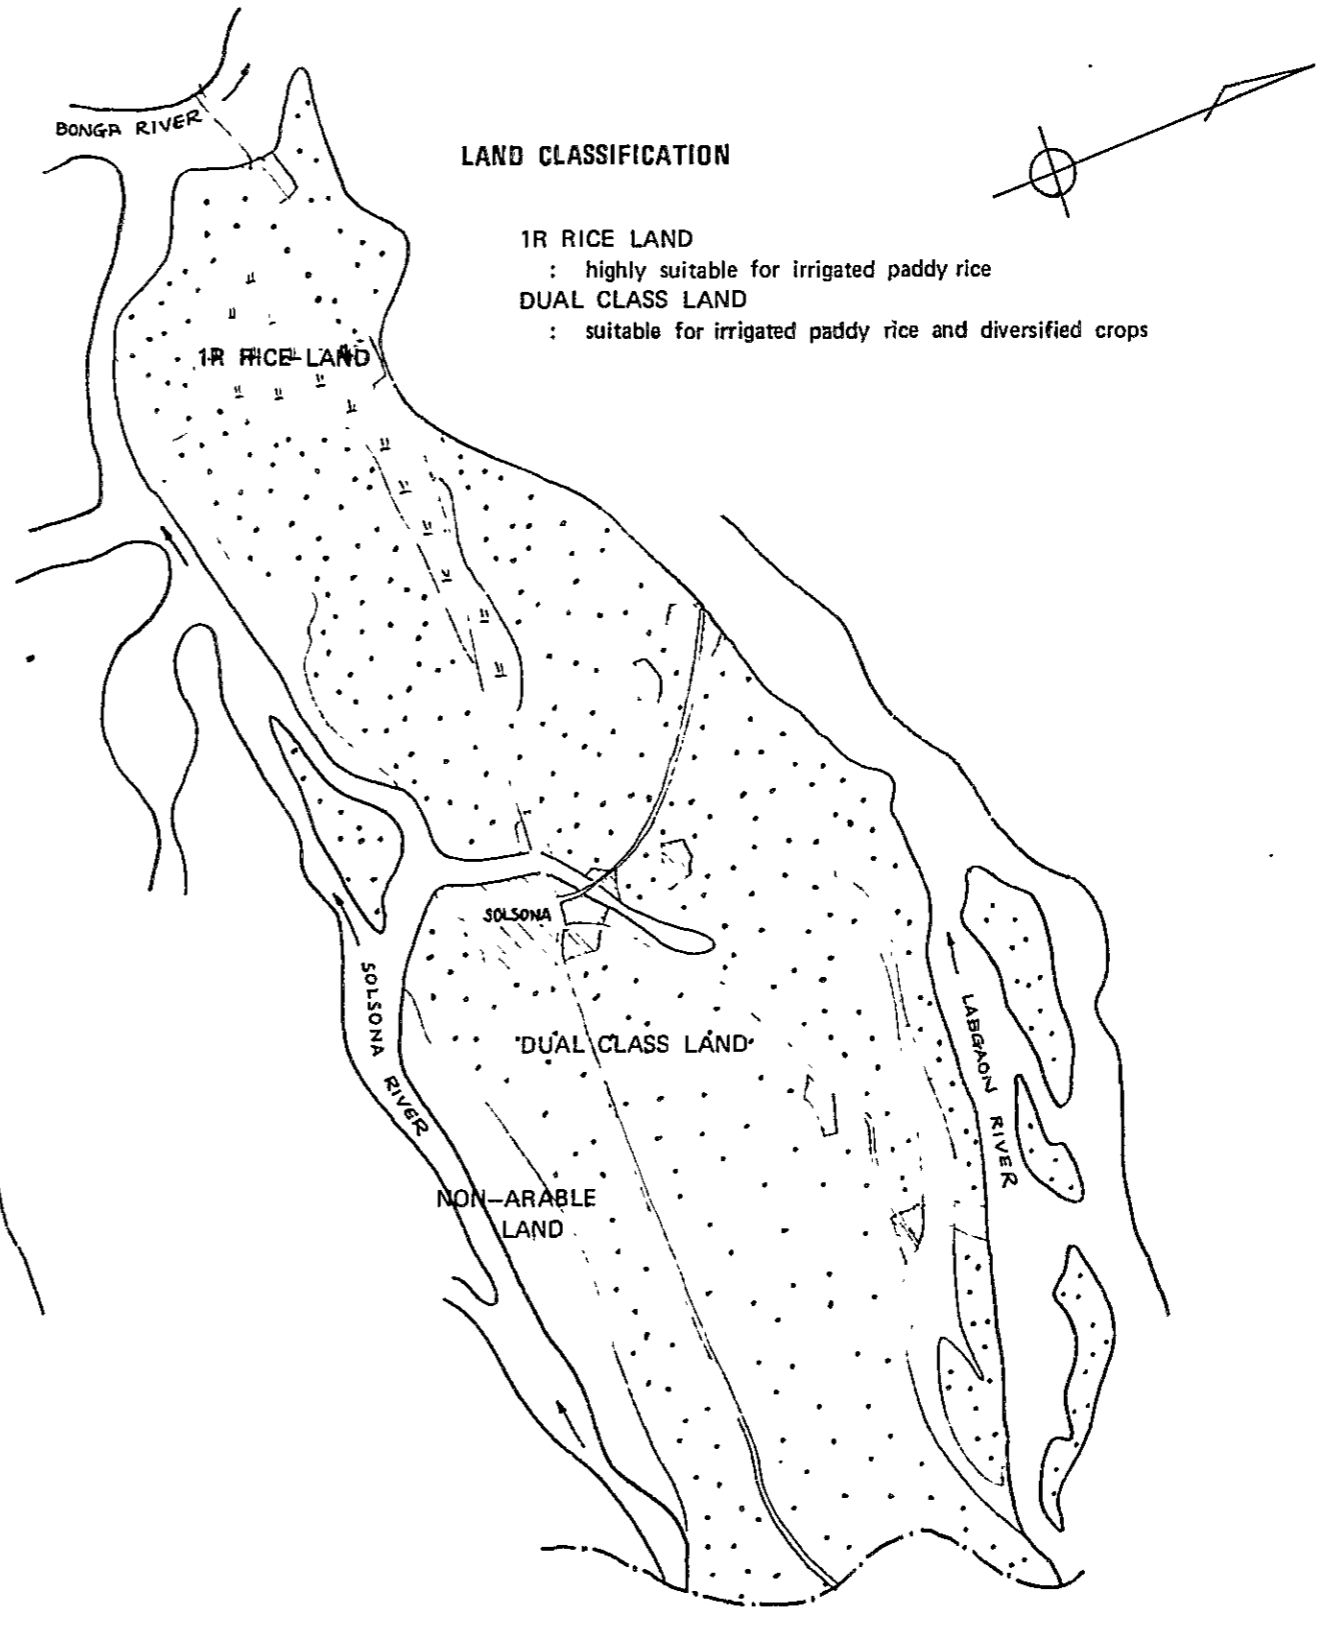 BONGA RIVER
LAND CLASSIFICATION
1R RICE LAND
: highly suitable for irrigated paddy rice
DUAL CLASS LAND
: suitable for irrigated paddy rice and diversified crops
1R RICE LAND
SOLSONA
SOLSONA RIVER
LABGAON RIVER
DUAL CLASS LAND
NON-ARABLE
LAND